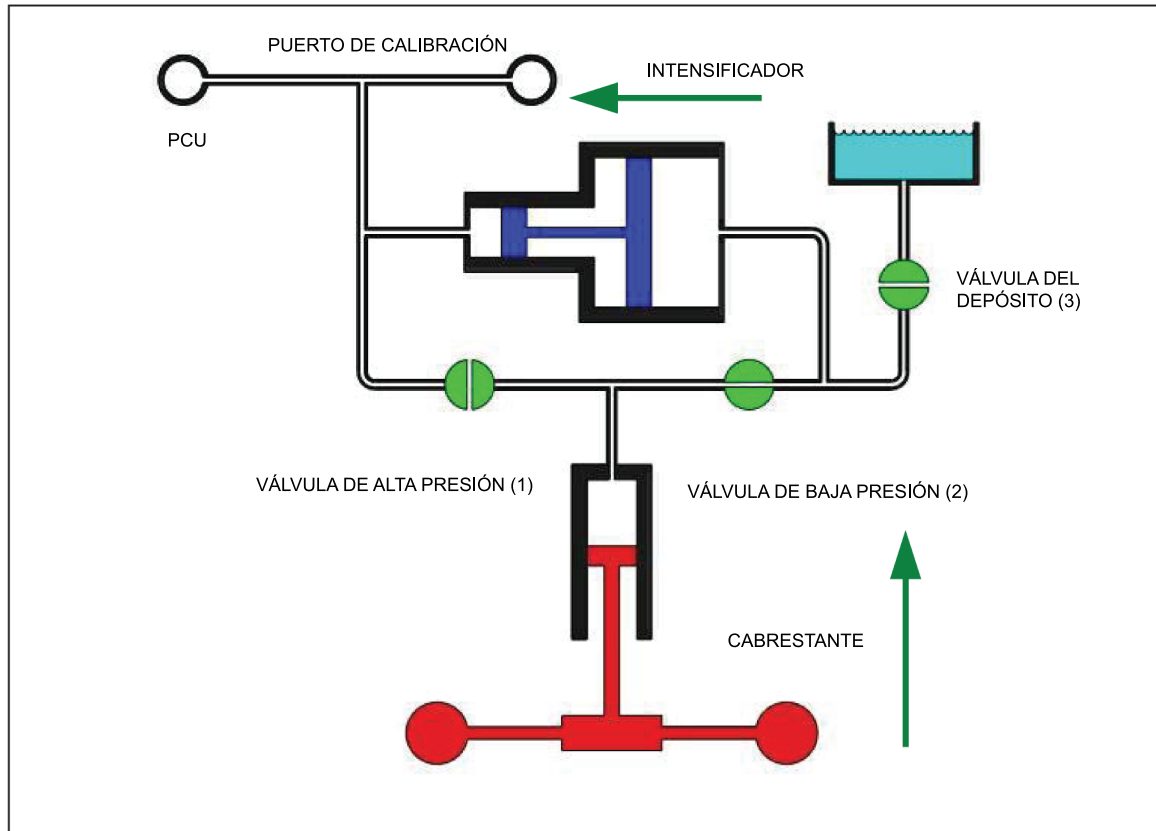 PUERTO DE CALIBRACIÓN
INTENSIFICADOR
PCU
VÁLVULA DEL
DEPÓSITO (3)
VÁLVULA DE ALTA PRESIÓN (1)
VÁLVULA DE BAJA PRESIÓN (2)
CABRESTANTE